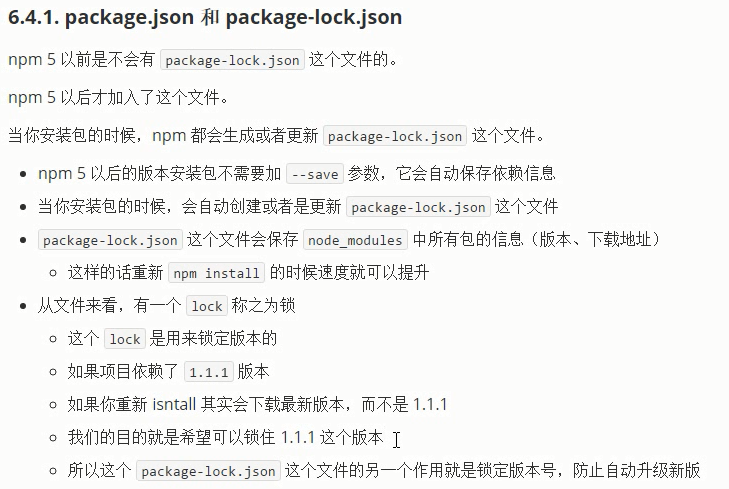 6.4.1. package.json 和 package-lock.json
npm 5 以前是不会有 package-lock.json 这个文件的。
npm 5 以后才加入了这个文件。
当你安装包的时候，npm 都会生成或者更新 package-lock.json 这个文件。
• npm 5 以后的版本安装包不需要加 --save 参数，它会自动保存依赖信息
• 当你安装包的时候，会自动创建或者是更新 package-lock.json 这个文件
• package-lock.json 这个文件会保存 node_modules 中所有包的信息（版本、下载地址）
◦ 这样的话重新 npm install 的时候速度就可以提升
• 从文件来看，有一个 lock 称之为锁
◦ 这个 lock 是用来锁定版本的
◦ 如果项目依赖了 1.1.1 版本
◦ 如果你重新 isntall 其实会下载最新版本，而不是 1.1.1
◦ 我们的目的就是希望可以锁住 1.1.1 这个版本
◦ 所以这个 package-lock.json 这个文件的另一个作用就是锁定版本号，防止自动升级新版